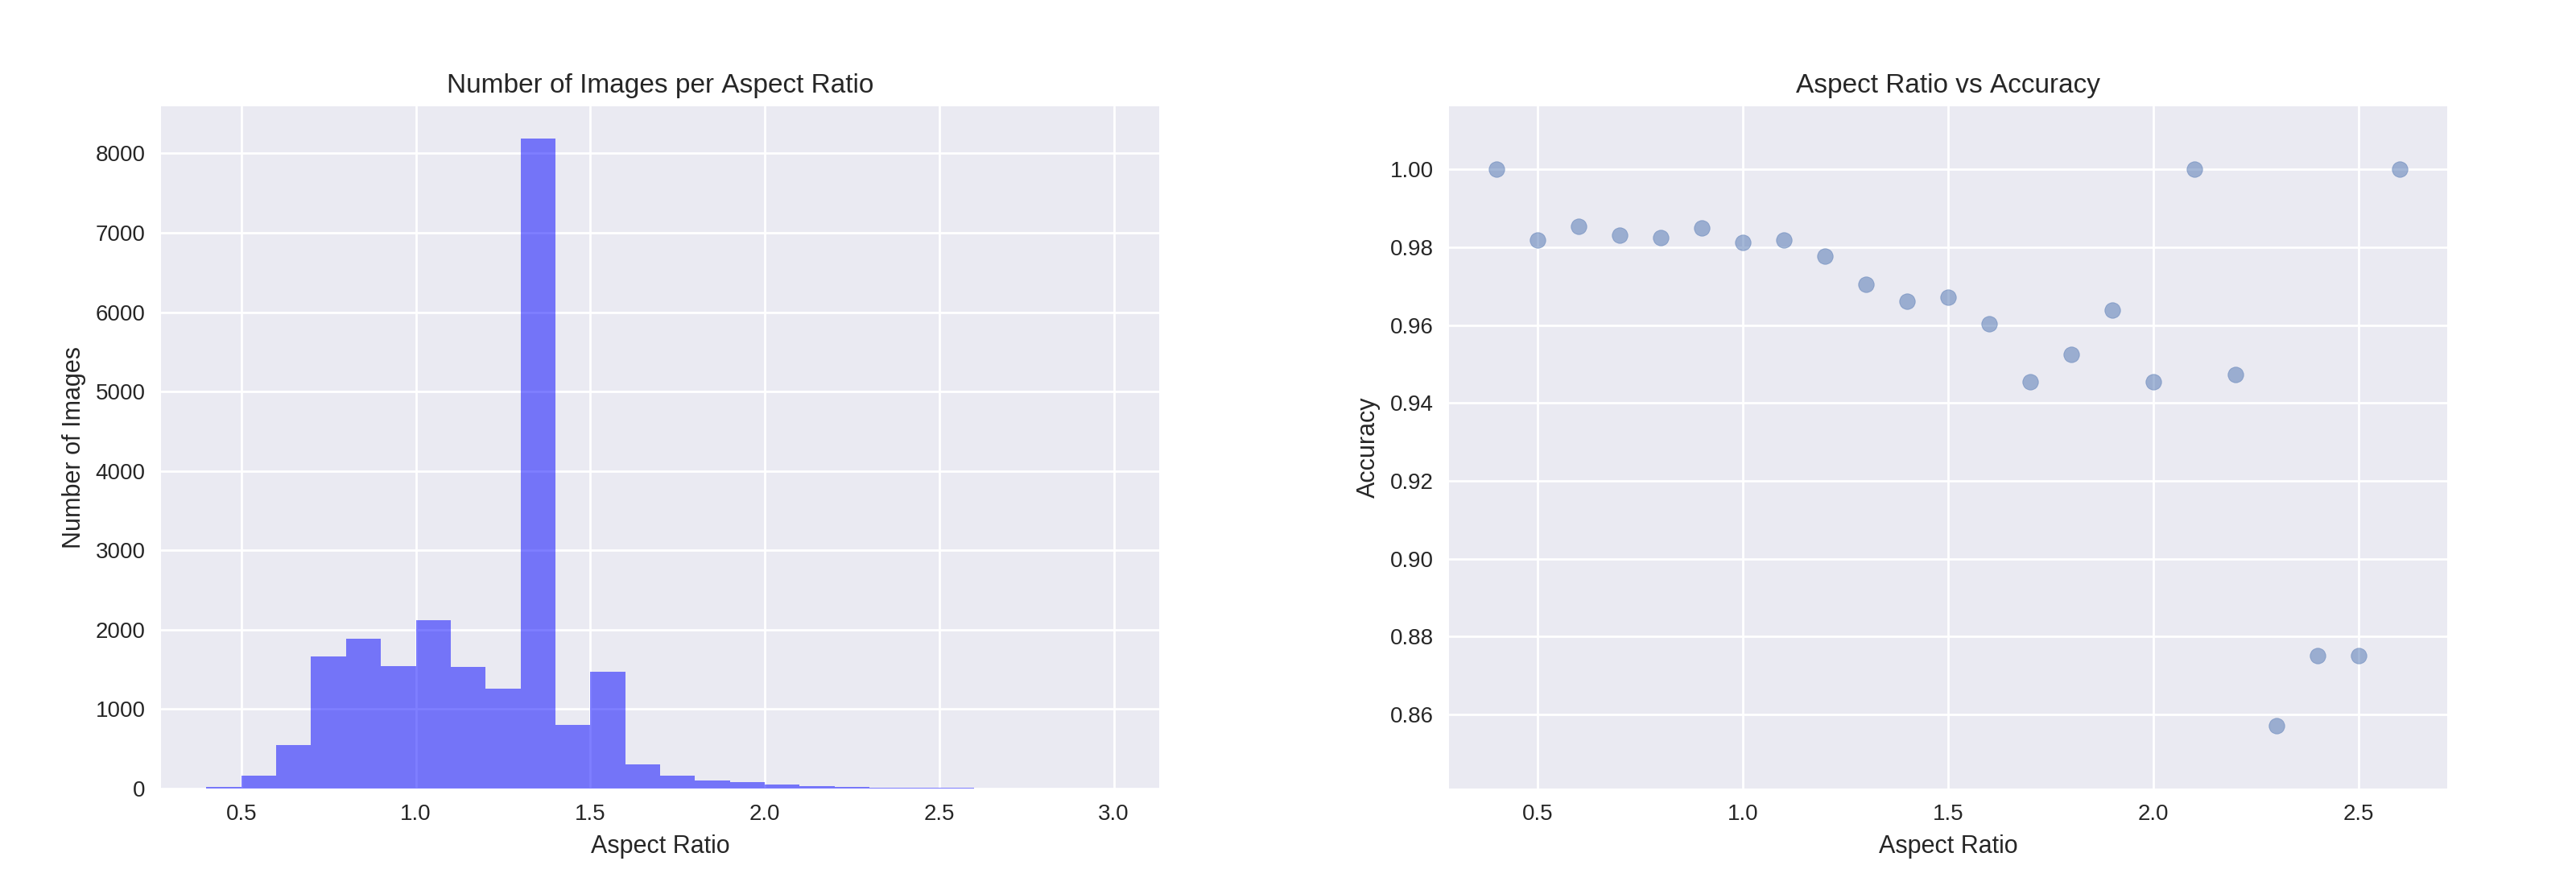 Number of Images per Aspect Ratio
8000
7000
6000
5000
4000
3000
2000
1000
0
Number of Images
0.5 1.0 1.5 2.0 2.5 3.0
Aspect Ratio
Aspect Ratio vs Accuracy
1.00
0.98
0.96
0.94
0.92
0.90
0.88
0.86
Accuracy
0.5 1.0 1.5 2.0 2.5
Aspect Ratio